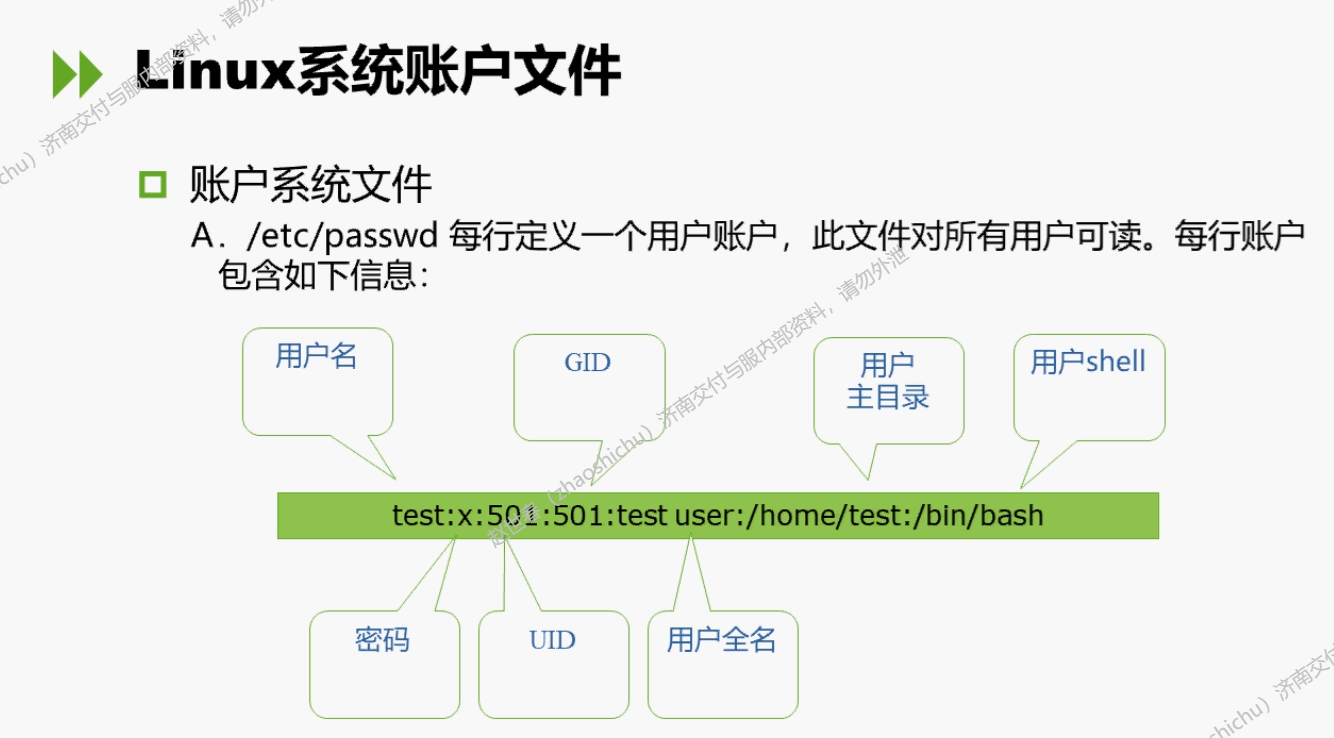 Linux系统账户文件
账户系统文件
A. /etc/passwd 每行定义一个用户账户，此文件对所有用户可读。每行账户
包含如下信息：
用户名
GID
用户
主目录
用户shell
test:x:501:501:test user:/home/test:/bin/bash
密码
UID
用户全名
chu）济南交付与服内部资料，请勿外
（zhaoshichu）济南交付与服内部资料，请勿外泄
shichu）济南交付